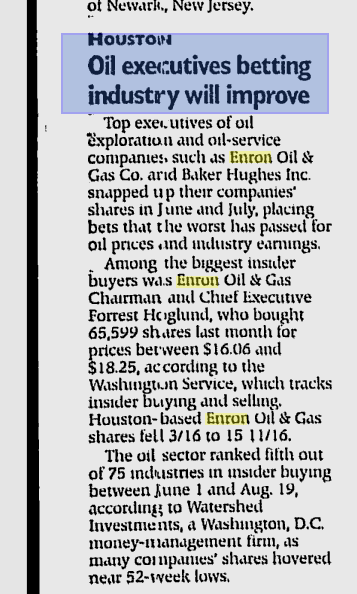 of Newark, New Jersey.
HOUSTON
Oil executives betting
industry will improve
Top executives of oil
exploration and oil-service
companies such as Enron Oil &
Gas Co. and Baker Hughes Inc.
snapped up their companies'
shares in June and July, placing
bets that the worst has passed for
oil prices and industry earnings.
Among the biggest insider
buyers was Enron Oil & Gas
Chairman and Chief Executive
Forrest Hoglund, who bought
65,599 shares last month for
prices between $16.06 and
$18.25, according to the
Washington Service, which tracks
insider buying and selling.
Houston-based Enron Oil & Gas
shares fell 3/16 to 15 11/16.
The oil sector ranked fifth out
of 75 industries in insider buying
between June 1 and Aug. 19,
according to Watershed
Investments, a Washington, D.C.
money-management firm, as
many companies' shares hovered
near 52-week lows.